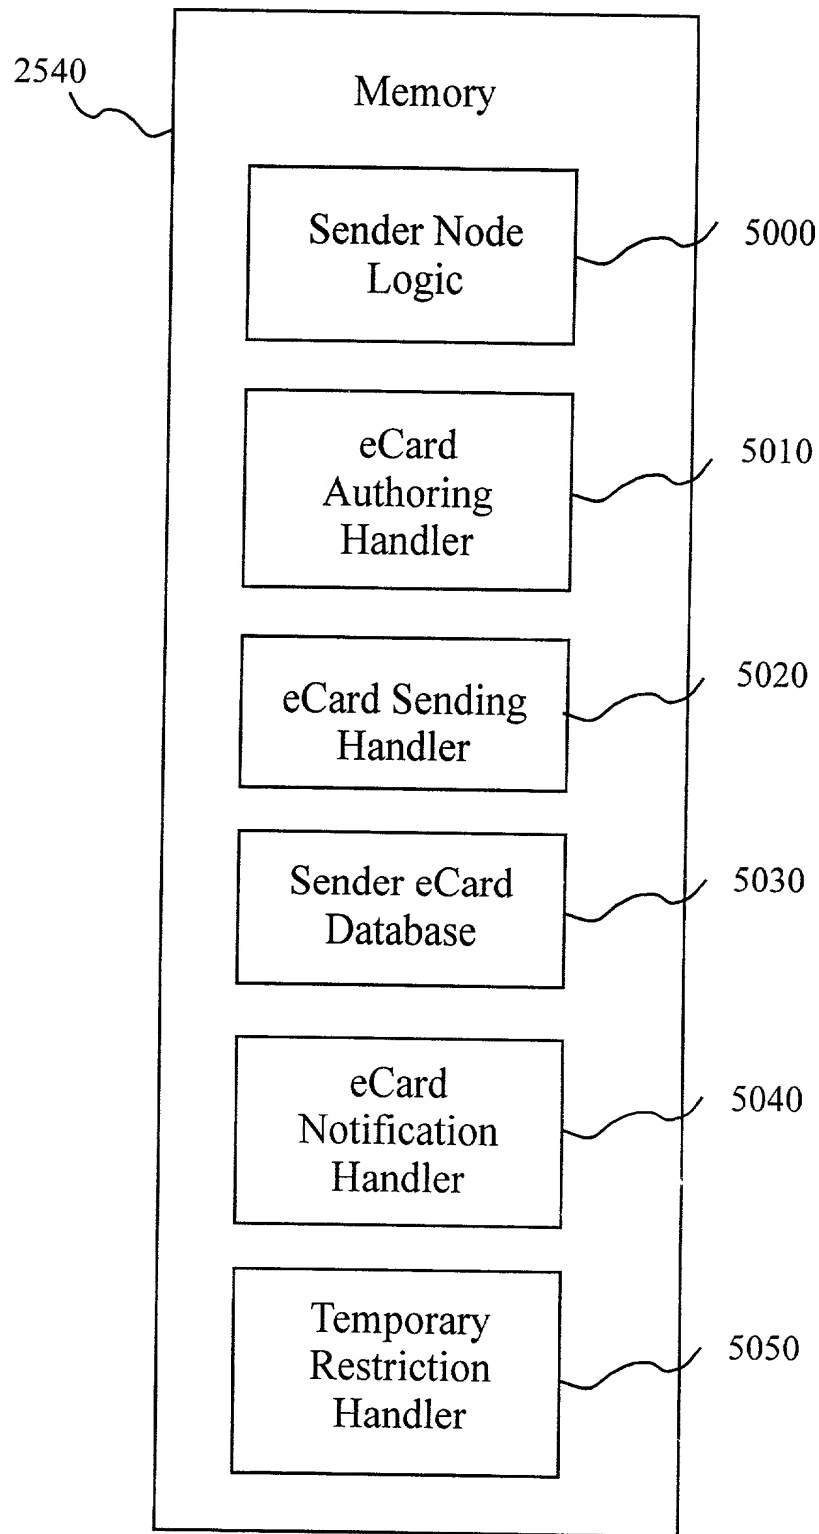 2540
Memory
Sender Node
Logic
5000
eCard
Authoring
Handler
5010
eCard Sending
Handler
5020
Sender eCard
Database
5030
eCard
Notification
Handler
5040
Temporary
Restriction
Handler
5050